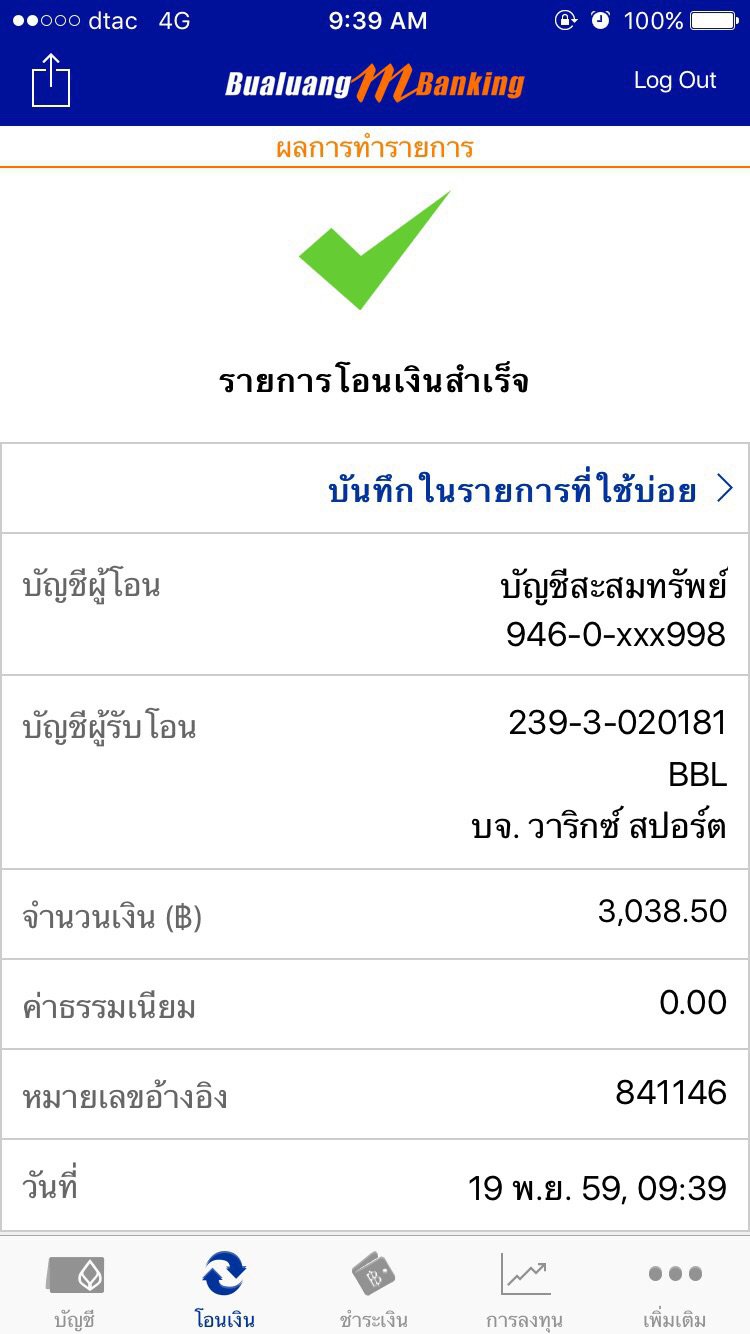 dtac 4G 9:39 AM 100%
Bualuang mBanking Log Out
ผลการทำรายการ
รายการโอนเงินสำเร็จ
บันทึกในรายการที่ใช้บ่อย
บัญชีผู้โอน บัญชีสะสมทรัพย์
946-0-xxx998
บัญชีผู้รับโอน 239-3-020181
BBL
บจ. วาริกซ์ สปอร์ต
จำนวนเงิน (฿) 3,038.50
ค่าธรรมเนียม 0.00
หมายเลขอ้างอิง 841146
วันที่ 19 พ.ย. 59, 09:39
บัญชี โอนเงิน ชำระเงิน การลงทุน เพิ่มเติม